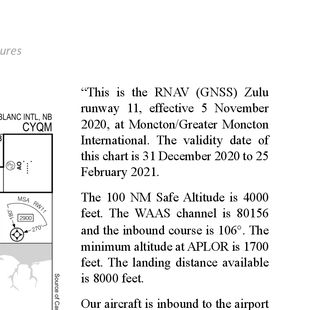 ures
BLANC INTL, NB
CYQM
MSA RW11
090°
2900
270°
Source of Ca
“This is the RNAV (GNSS) Zulu
runway 11, effective 5 November
2020, at Moncton/Greater Moncton
International. The validity date of
this chart is 31 December 2020 to 25
February 2021.
The 100 NM Safe Altitude is 4000
feet. The WAAS channel is 80156
and the inbound course is 106°. The
minimum altitude at APLOR is 1700
feet. The landing distance available
is 8000 feet.
Our aircraft is inbound to the airport